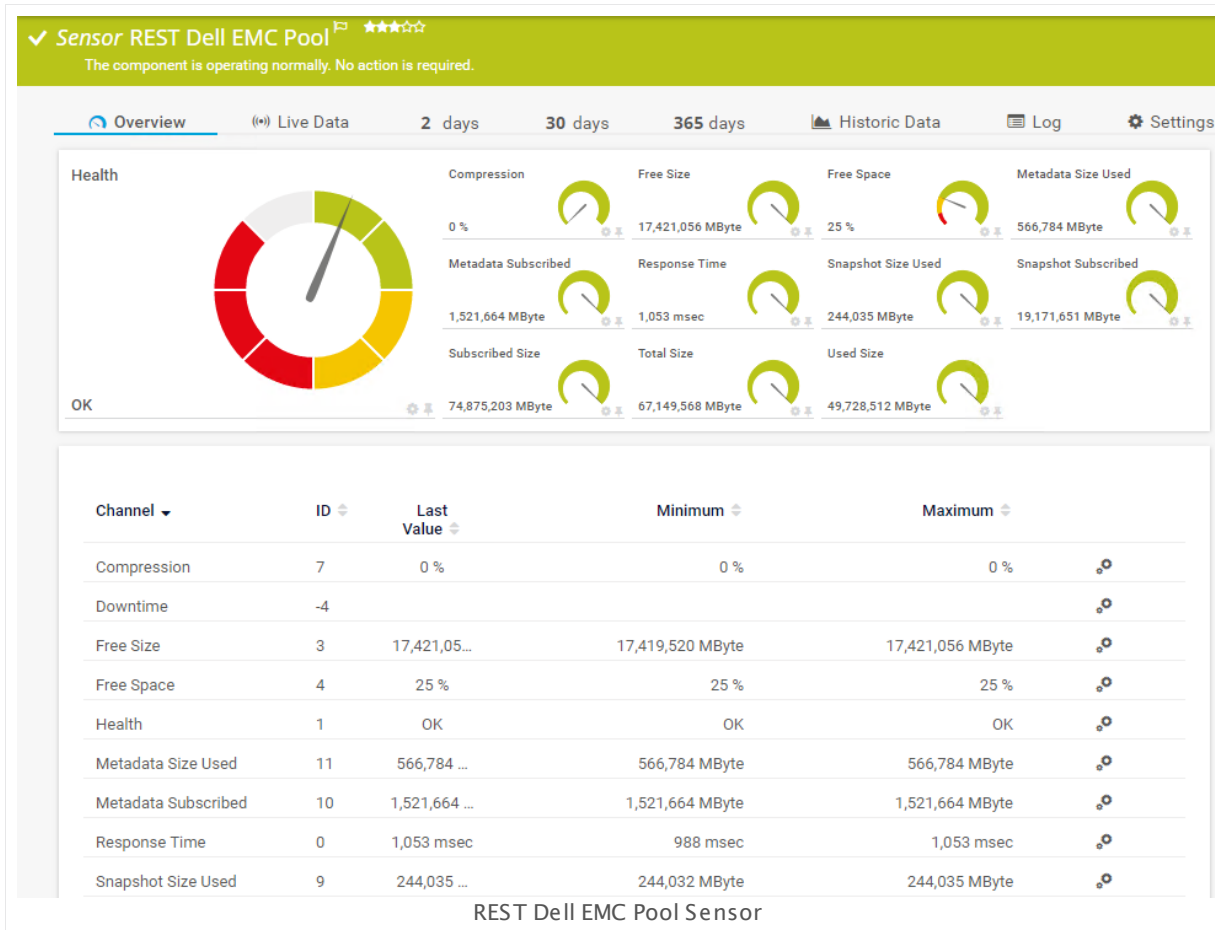 Sensor REST Dell EMC Pool
The component is operating normally. No action is required.
Overview Live Data 2 days 30 days 365 days Historic Data Log Settings
Health
OK
Compression
0 %
Free Size
17,421,056 MByte
Free Space
25 %
Metadata Size Used
566,784 MByte
Metadata Subscribed
1,521,664 MByte
Response Time
1,053 msec
Snapshot Size Used
244,035 MByte
Snapshot Subscribed
19,171,651 MByte
Subscribed Size
74,875,203 MByte
Total Size
67,149,568 MByte
Used Size
49,728,512 MByte
Channel ID Last Value Minimum Maximum
Compression 7 0 % 0 % 0 %
Downtime -4
Free Size 3 17,421,05... 17,419,520 MByte 17,421,056 MByte
Free Space 4 25 % 25 % 25 %
Health 1 OK OK OK
Metadata Size Used 11 566,784 ... 566,784 MByte 566,784 MByte
Metadata Subscribed 10 1,521,664 ... 1,521,664 MByte 1,521,664 MByte
Response Time 0 1,053 msec 988 msec 1,053 msec
Snapshot Size Used 9 244,035 ... 244,032 MByte 244,035 MByte
REST Dell EMC Pool Sensor